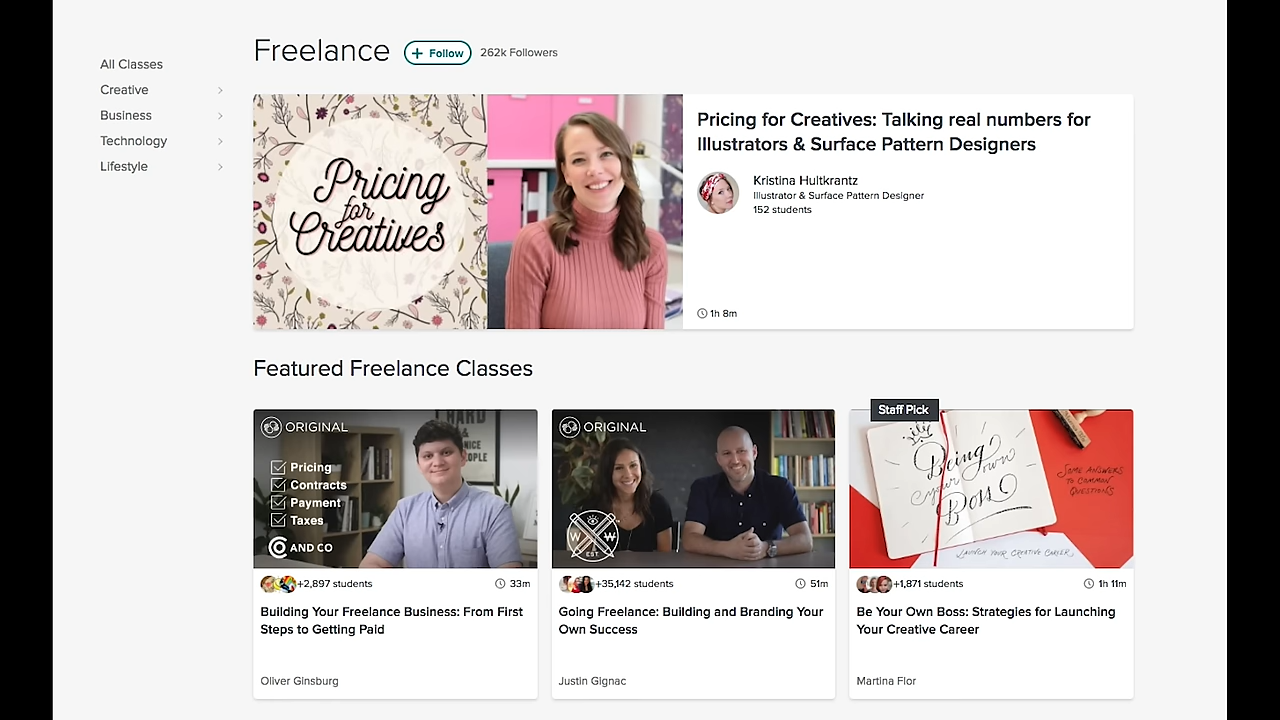 All Classes
Creative
Business
Technology
Lifestyle
Freelance
+ Follow
262k Followers
Pricing
for
Creatives
Pricing for Creatives: Talking real numbers for
Illustrators & Surface Pattern Designers
Kristina Hultkrantz
Illustrator & Surface Pattern Designer
152 students
1h 8m
Featured Freelance Classes
ORIGINAL
Pricing
Contracts
Payment
Taxes
AND CO
+2,897 students
33m
Building Your Freelance Business: From First
Steps to Getting Paid
Oliver Ginsburg
ORIGINAL
W W
EST
+35,142 students
51m
Going Freelance: Building and Branding Your
Own Success
Justin Gignac
Staff Pick
Being
your own
Boss
SOME ANSWERS
TO COMMON
QUESTIONS
LAUNCH YOUR CREATIVE CAREER
+1,871 students
1h 11m
Be Your Own Boss: Strategies for Launching
Your Creative Career
Martina Flor